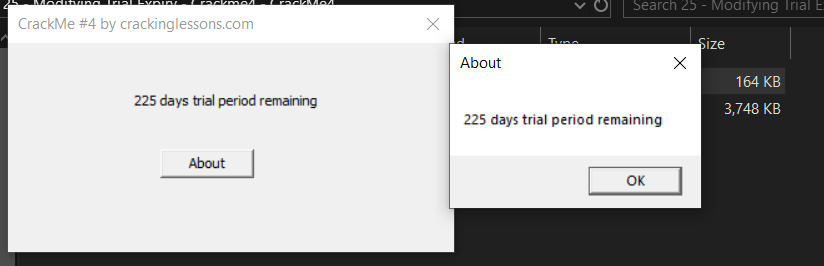 25 - Modifying Trial Expiry - Crackme4 - CrackMe4
Search 25 - Modifying Trial Expi
CrackMe #4 by crackinglessons.com
Type
Size
About
164 KB
3,748 KB
225 days trial period remaining
225 days trial period remaining
About
OK